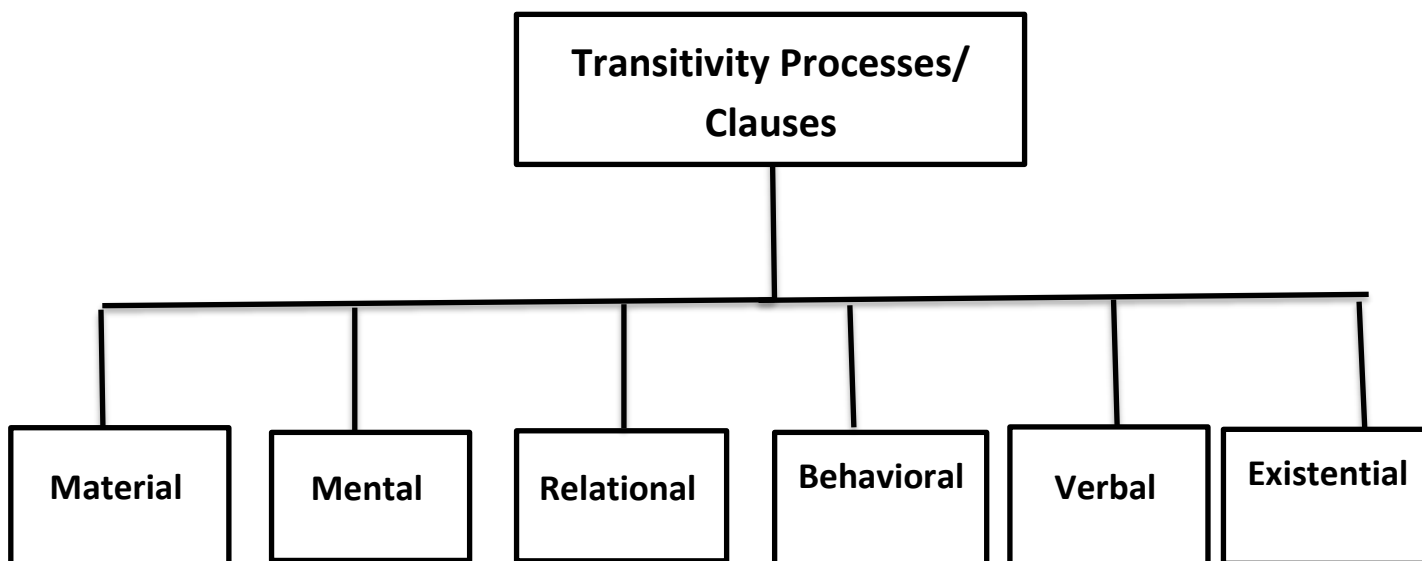 Transitivity Processes/
Clauses
Material
Mental
Relational
Behavioral
Verbal
Existential